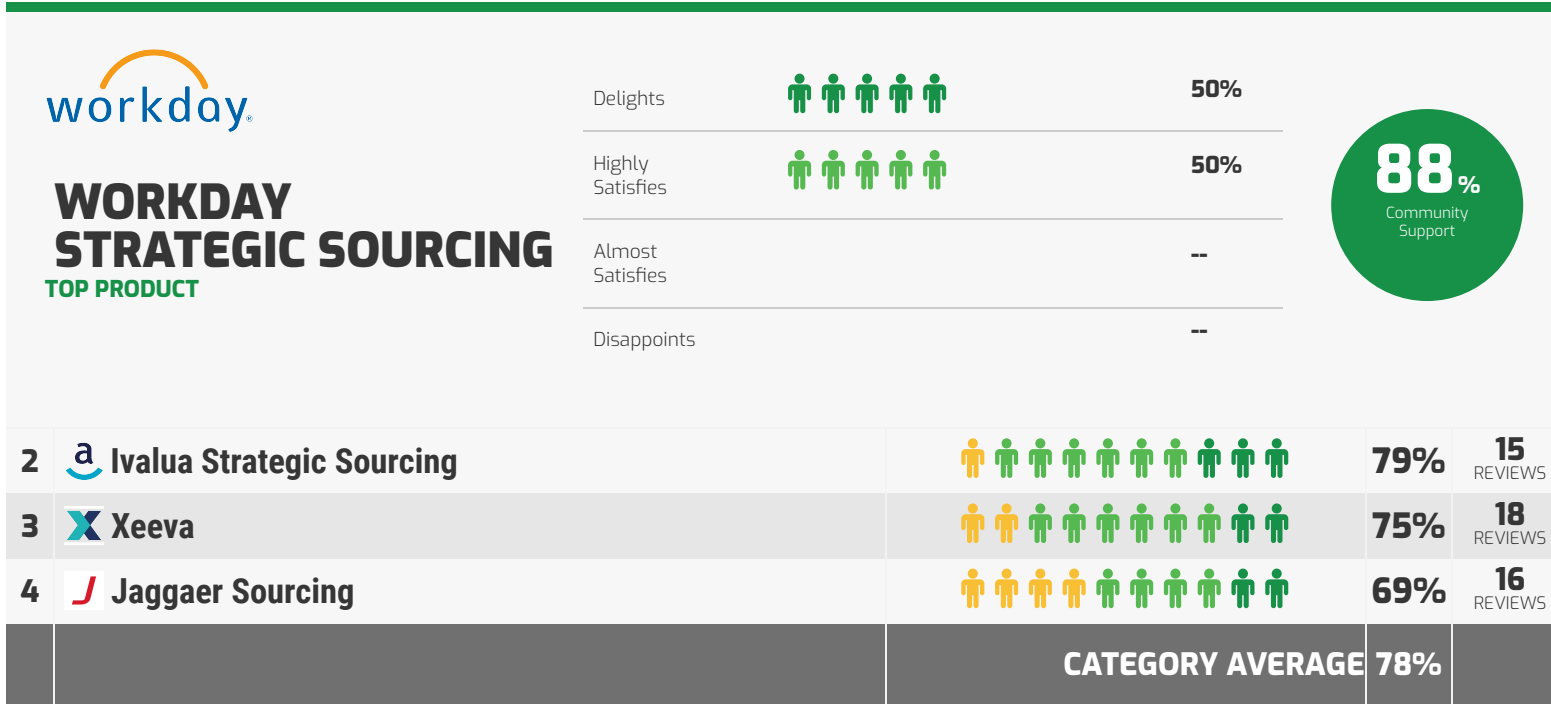 workday®
WORKDAY
STRATEGIC SOURCING
TOP PRODUCT
Delights
50%
Highly
Satisfies
50%
Almost
Satisfies
--
Disappoints
--
88%
Community
Support
2 a Ivalua Strategic Sourcing 79% 15
REVIEWS
3 X Xeeva 75% 18
REVIEWS
4 J Jaggaer Sourcing 69% 16
REVIEWS
CATEGORY AVERAGE 78%